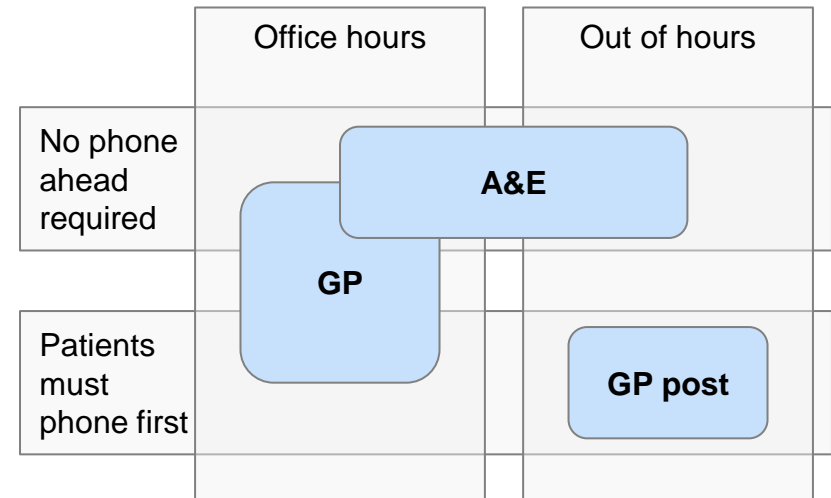 Office hours
Out of hours
No phone
ahead
required
A&E
GP
Patients
must
phone first
GP post